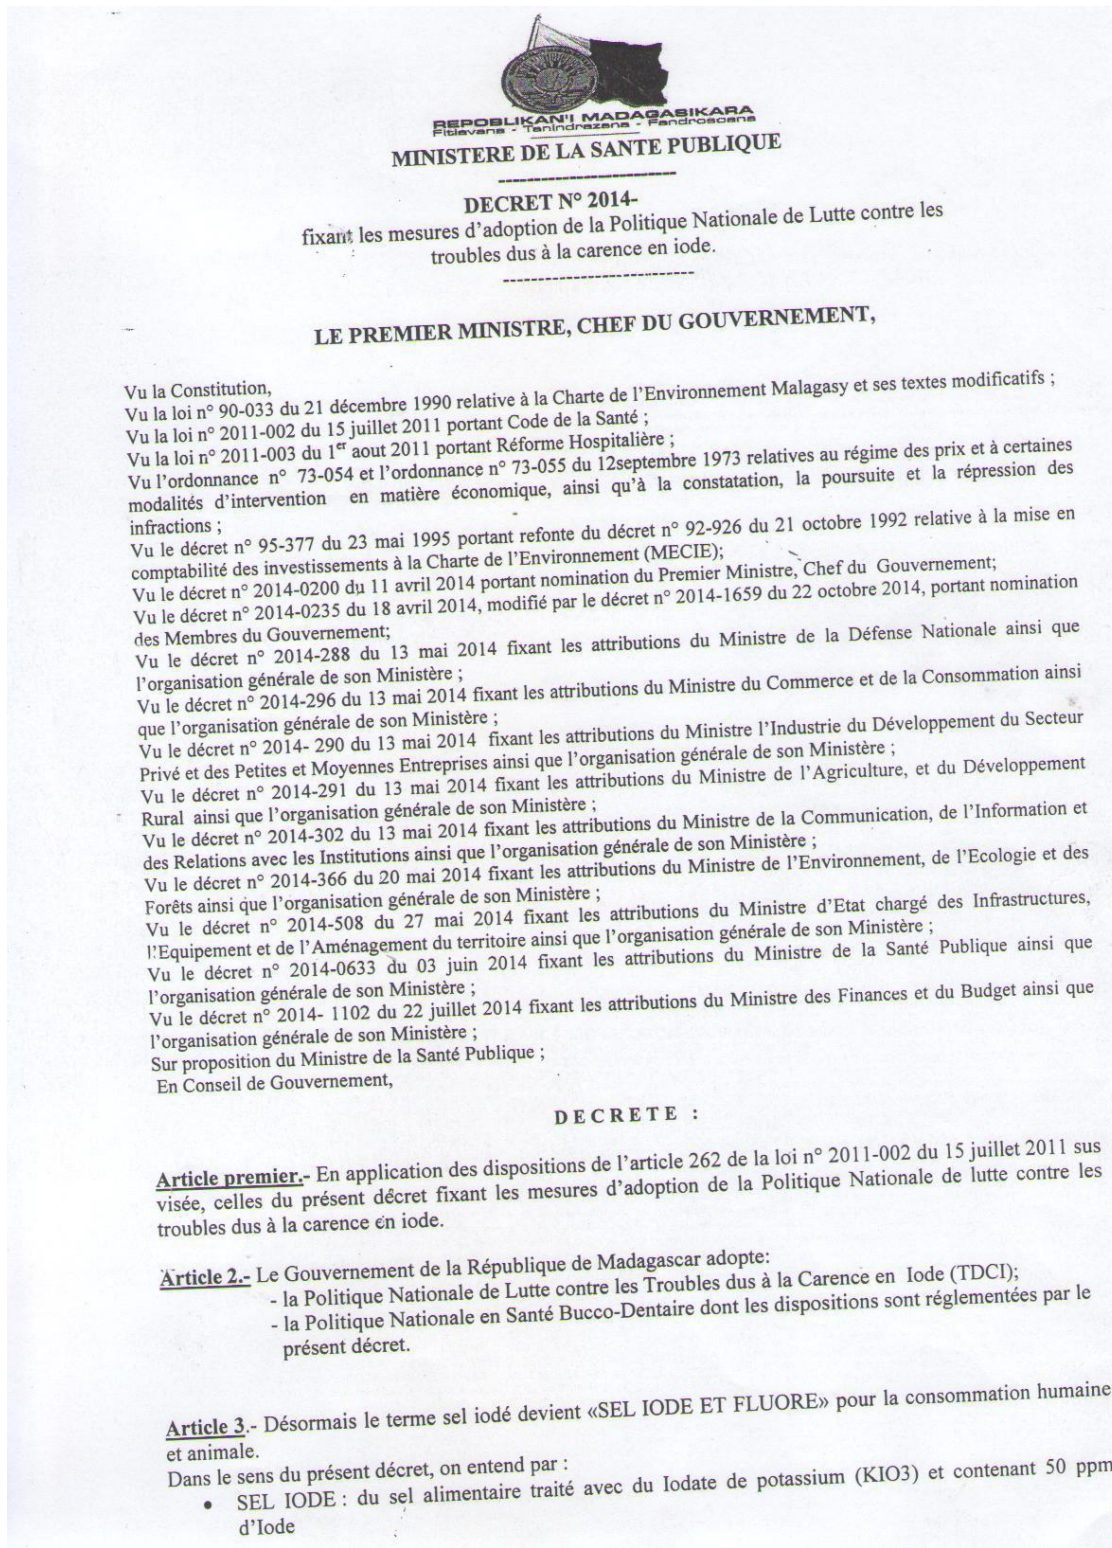 REPOBLIKAN'I MADAGASIKARA
Fitiavana - Tanindrazana - Fandrosoana
MINISTERE DE LA SANTE PUBLIQUE
-------------------------
DECRET N° 2014-
fixant les mesures d'adoption de la Politique Nationale de Lutte contre les
troubles dus à la carence en iode.
---------------------------
LE PREMIER MINISTRE, CHEF DU GOUVERNEMENT,
Vu la Constitution,
Vu la loi n° 90-033 du 21 décembre 1990 relative à la Charte de l'Environnement Malagasy et ses textes modificatifs ;
Vu la loi n° 2011-002 du 15 juillet 2011 portant Code de la Santé ;
Vu la loi n° 2011-003 du 1er aout 2011 portant Réforme Hospitalière ;
Vu l'ordonnance n° 73-054 et l'ordonnance n° 73-055 du 12septembre 1973 relatives au régime des prix et à certaines
modalités d'intervention en matière économique, ainsi qu'à la constatation, la poursuite et la répression des
infractions ;
Vu le décret n° 95-377 du 23 mai 1995 portant refonte du décret n° 92-926 du 21 octobre 1992 relative à la mise en
comptabilité des investissements à la Charte de l'Environnement (MECIE);
Vu le décret n° 2014-0200 du 11 avril 2014 portant nomination du Premier Ministre, Chef du Gouvernement;
Vu le décret n° 2014-0235 du 18 avril 2014, modifié par le décret n° 2014-1659 du 22 octobre 2014, portant nomination
des Membres du Gouvernement;
Vu le décret n° 2014-288 du 13 mai 2014 fixant les attributions du Ministre de la Défense Nationale ainsi que
l'organisation générale de son Ministère ;
Vu le décret n° 2014-296 du 13 mai 2014 fixant les attributions du Ministre du Commerce et de la Consommation ainsi
que l'organisation générale de son Ministère ;
Vu le décret n° 2014- 290 du 13 mai 2014 fixant les attributions du Ministre l'Industrie du Développement du Secteur
Privé et des Petites et Moyennes Entreprises ainsi que l'organisation générale de son Ministère ;
Vu le décret n° 2014-291 du 13 mai 2014 fixant les attributions du Ministre de l'Agriculture, et du Développement
Rural ainsi que l'organisation générale de son Ministère ;
Vu le décret n° 2014-302 du 13 mai 2014 fixant les attributions du Ministre de la Communication, de l'Information et
des Relations avec les Institutions ainsi que l'organisation générale de son Ministère ;
Vu le décret n° 2014-366 du 20 mai 2014 fixant les attributions du Ministre de l'Environnement, de l'Ecologie et des
Forêts ainsi que l'organisation générale de son Ministère ;
Vu le décret n° 2014-508 du 27 mai 2014 fixant les attributions du Ministre d'Etat chargé des Infrastructures,
l'Equipement et de l'Aménagement du territoire ainsi que l'organisation générale de son Ministère ;
Vu le décret n° 2014-0633 du 03 juin 2014 fixant les attributions du Ministre de la Santé Publique ainsi que
l'organisation générale de son Ministère ;
Vu le décret n° 2014- 1102 du 22 juillet 2014 fixant les attributions du Ministre des Finances et du Budget ainsi que
l'organisation générale de son Ministère ;
Sur proposition du Ministre de la Santé Publique ;
En Conseil de Gouvernement,
D E C R E T E :
Article premier.- En application des dispositions de l'article 262 de la loi n° 2011-002 du 15 juillet 2011 sus
visée, celles du présent décret fixant les mesures d'adoption de la Politique Nationale de lutte contre les
troubles dus à la carence en iode.
Article 2.- Le Gouvernement de la République de Madagascar adopte:
- la Politique Nationale de Lutte contre les Troubles dus à la Carence en Iode (TDCI);
- la Politique Nationale en Santé Bucco-Dentaire dont les dispositions sont réglementées par le
présent décret.
Article 3.- Désormais le terme sel iodé devient «SEL IODE ET FLUORE» pour la consommation humaine
et animale.
Dans le sens du présent décret, on entend par :
• SEL IODE : du sel alimentaire traité avec du Iodate de potassium (KIO3) et contenant 50 ppm
d'Iode